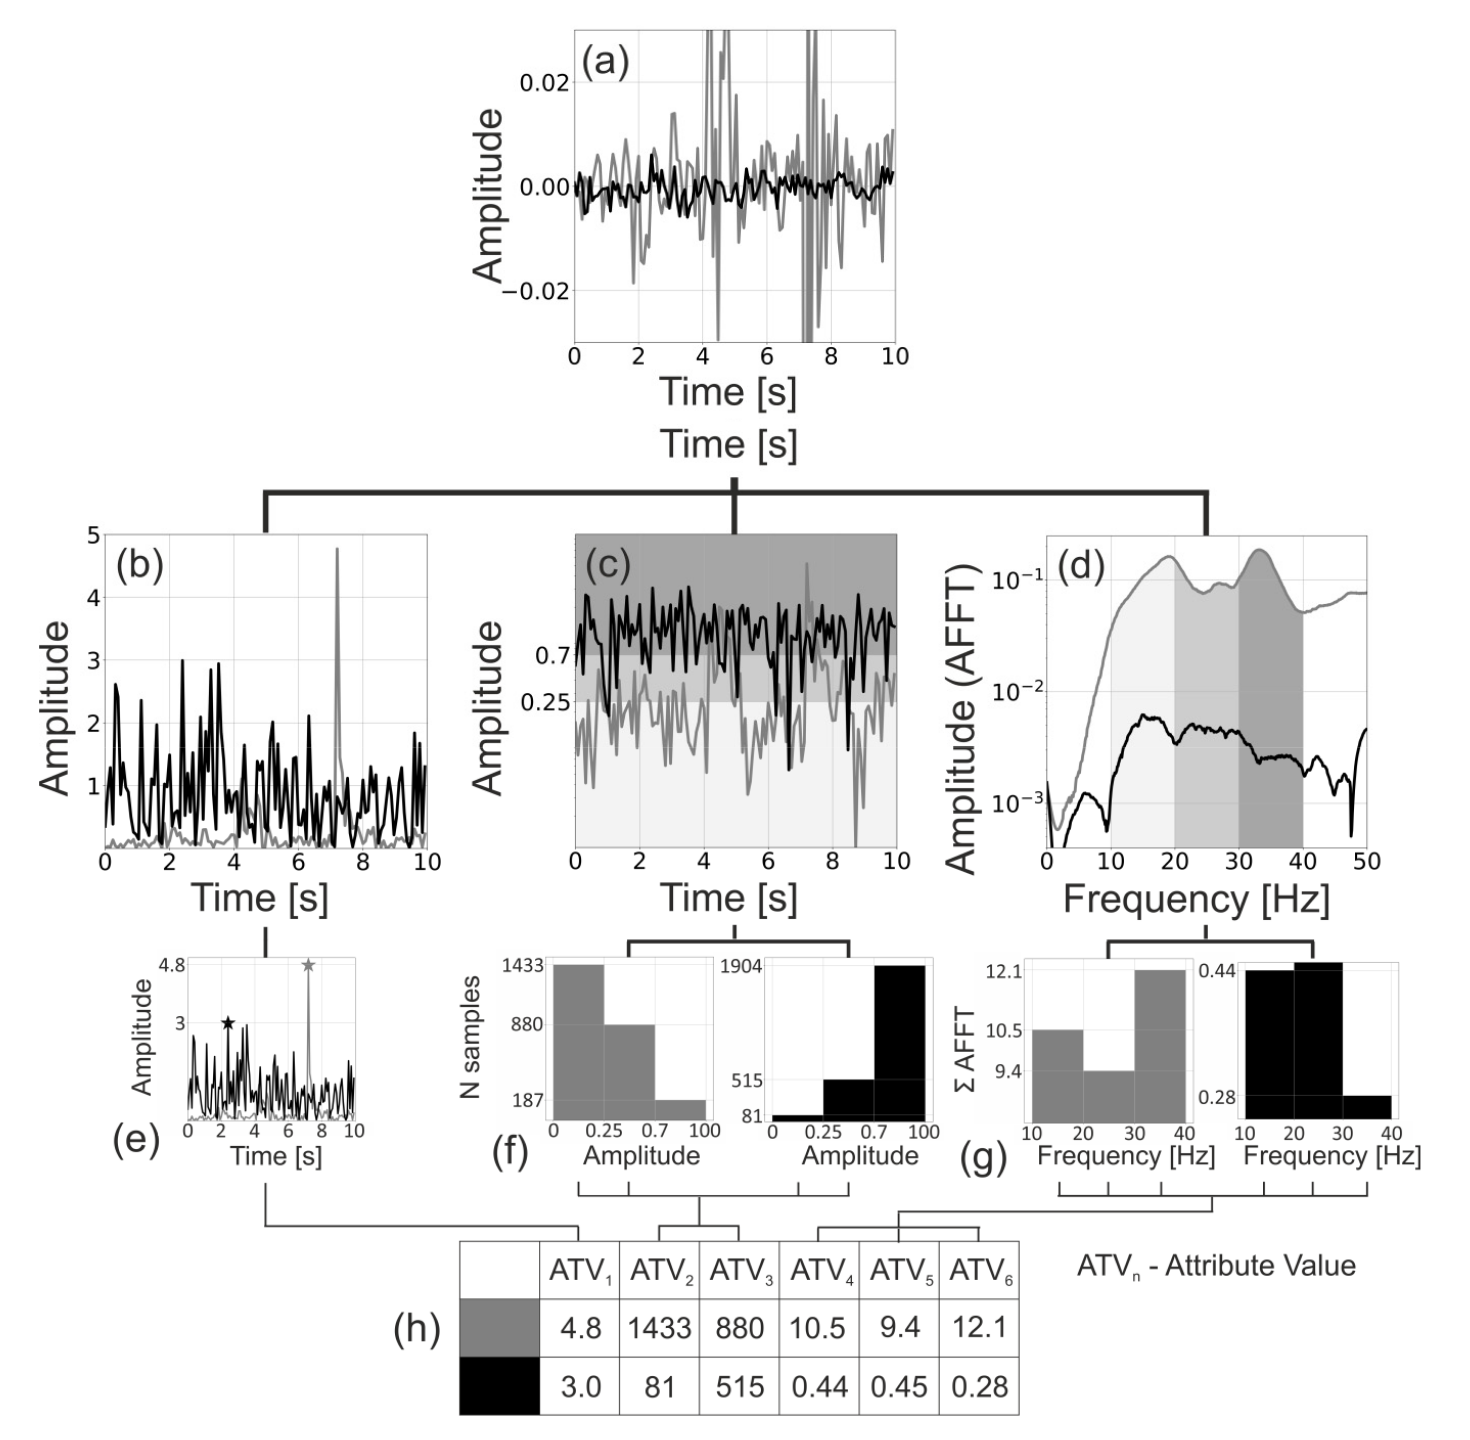 (a)
Amplitude
0.02
0.00
−0.02
0 2 4 6 8 10
Time [s]
Time [s]
(b)
Amplitude
5
4
3
2
1
0 2 4 6 8 10
Time [s]
(c)
Amplitude
0.7
0.25
0 2 4 6 8 10
Time [s]
(d)
Amplitude (AFFT)
10⁻¹
10⁻²
10⁻³
0 10 20 30 40 50
Frequency [Hz]
(e)
Amplitude
4.8
3
0 2 4 6 8 10
Time [s]
(f)
N samples
1433
880
187
0 0.25 0.7 100
Amplitude
1904
515
81
0 0.25 0.7 100
Amplitude
(g)
Σ AFFT
12.1
10.5
9.4
10 20 30 40
Frequency [Hz]
0.44
0.28
10 20 30 40
Frequency [Hz]
ATVₙ - Attribute Value
(h)
ATV₁ ATV₂ ATV₃ ATV₄ ATV₅ ATV₆
4.8 1433 880 10.5 9.4 12.1
3.0 81 515 0.44 0.45 0.28